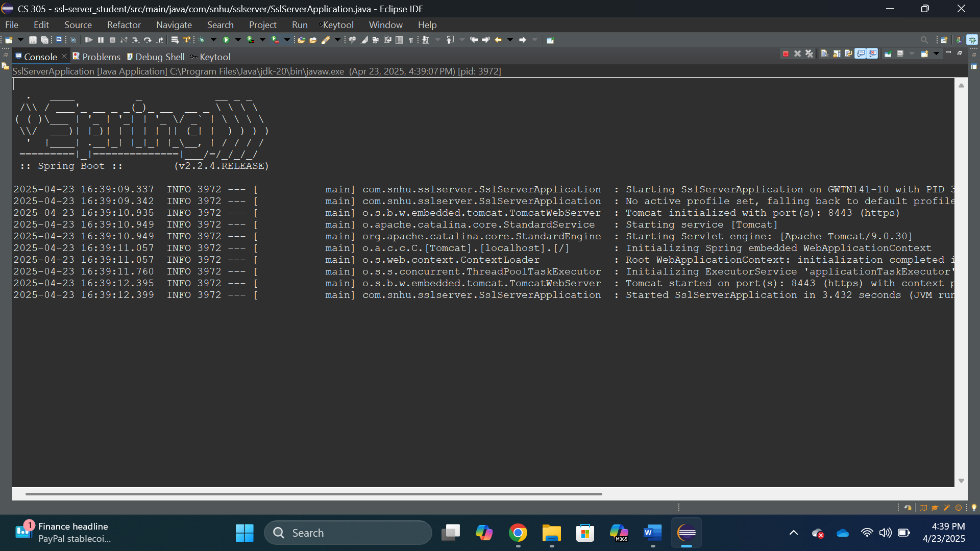 CS 305 - ssl-server_student/src/main/java/com/snhu/sslserver/SslServerApplication.java - Eclipse IDE
File Edit Source Refactor Navigate Search Project Run Keytool Window Help
Console Problems Debug Shell Keytool
SslServerApplication [Java Application] C:\Program Files\Java\jdk-20\bin\javaw.exe (Apr 23, 2025, 4:39:07 PM) [pid: 3972]
  .   ____          _            __ _ _
 /\\ / ___'_ __ _ _(_)_ __  __ _ \ \ \ \
( ( )\___ | '_ | '_| | '_ \/ _` | \ \ \ \
 \\/  ___)| |_)| | | | | || (_| |  ) ) ) )
  '  |____| .__|_| |_|_| |_\__, | / / / /
 =========|_|==============|___/=/_/_/_/
 :: Spring Boot ::        (v2.2.4.RELEASE)
2025-04-23 16:39:09.337  INFO 3972 --- [           main] com.snhu.sslserver.SslServerApplication  : Starting SslServerApplication on GWTN141-10 with PID 3
2025-04-23 16:39:09.342  INFO 3972 --- [           main] com.snhu.sslserver.SslServerApplication  : No active profile set, falling back to default profile
2025-04-23 16:39:10.935  INFO 3972 --- [           main] o.s.b.w.embedded.tomcat.TomcatWebServer  : Tomcat initialized with port(s): 8443 (https)
2025-04-23 16:39:10.949  INFO 3972 --- [           main] o.apache.catalina.core.StandardService   : Starting service [Tomcat]
2025-04-23 16:39:10.949  INFO 3972 --- [           main] org.apache.catalina.core.StandardEngine  : Starting Servlet engine: [Apache Tomcat/9.0.30]
2025-04-23 16:39:11.057  INFO 3972 --- [           main] o.a.c.c.C.[Tomcat].[localhost].[/]       : Initializing Spring embedded WebApplicationContext
2025-04-23 16:39:11.057  INFO 3972 --- [           main] o.s.web.context.ContextLoader            : Root WebApplicationContext: initialization completed i
2025-04-23 16:39:11.760  INFO 3972 --- [           main] o.s.s.concurrent.ThreadPoolTaskExecutor  : Initializing ExecutorService 'applicationTaskExecutor'
2025-04-23 16:39:12.395  INFO 3972 --- [           main] o.s.b.w.embedded.tomcat.TomcatWebServer  : Tomcat started on port(s): 8443 (https) with context p
2025-04-23 16:39:12.399  INFO 3972 --- [           main] com.snhu.sslserver.SslServerApplication  : Started SslServerApplication in 3.432 seconds (JVM run
1
Finance headline
PayPal stablecoi...
Search
M365
W
4:39 PM
4/23/2025